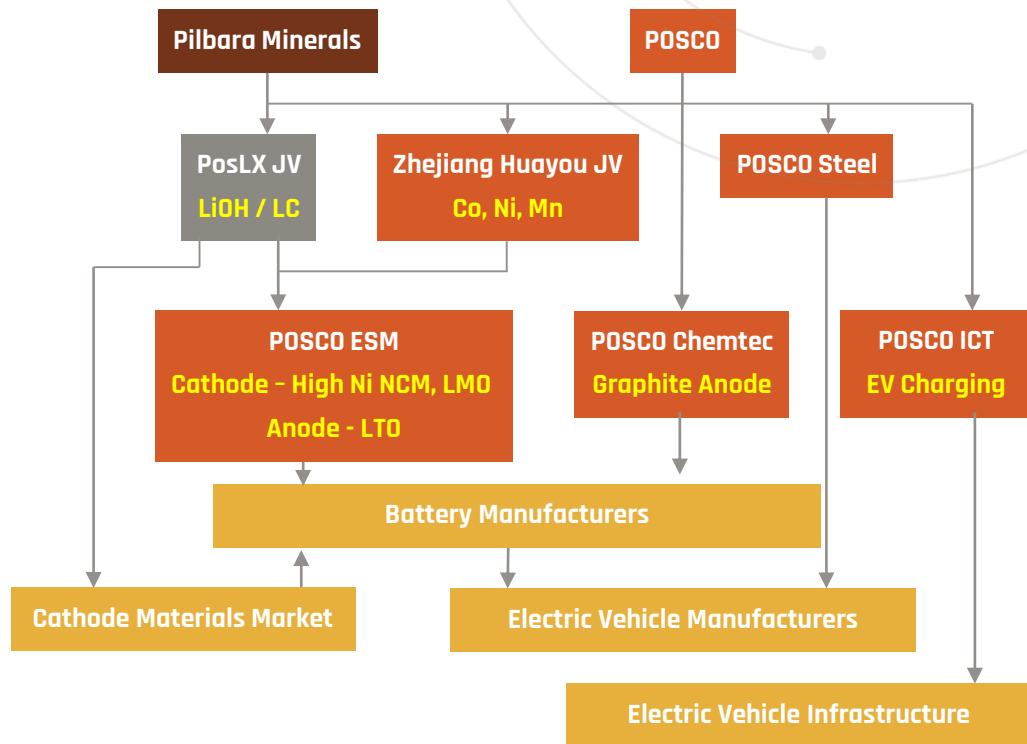 Pilbara Minerals
POSCO
PosLX JV
LiOH / LC
Zhejiang Huayou JV
Co, Ni, Mn
POSCO Steel
POSCO ESM
Cathode – High Ni NCM, LMO
Anode - LTO
POSCO Chemtec
Graphite Anode
POSCO ICT
EV Charging
Battery Manufacturers
Cathode Materials Market
Electric Vehicle Manufacturers
Electric Vehicle Infrastructure